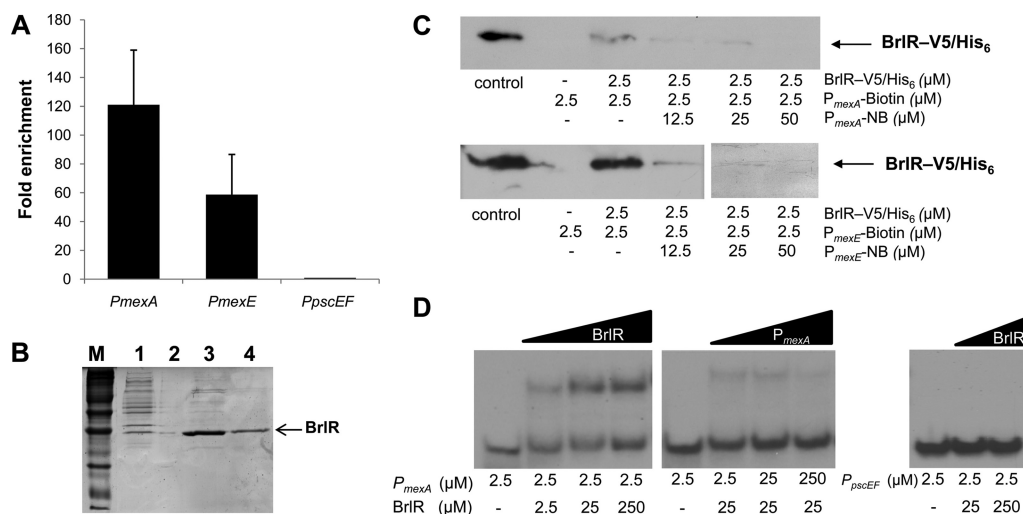 A
Fold enrichment
180
160
140
120
100
80
60
40
20
0
PmexA PmexE PpscEF
B
M 1 2 3 4
BrlR
C
BrlR–V5/His6
control - 2.5 2.5 2.5 2.5 BrlR–V5/His6 (µM)
2.5 2.5 2.5 2.5 2.5 PmexA-Biotin (µM)
- - 12.5 25 50 PmexA-NB (µM)
BrlR–V5/His6
control - 2.5 2.5 2.5 2.5 BrlR–V5/His6 (µM)
2.5 2.5 2.5 2.5 2.5 PmexE-Biotin (µM)
- - 12.5 25 50 PmexE-NB (µM)
D
BrlR PmexA BrlR
PmexA (µM) 2.5 2.5 2.5 2.5 2.5 2.5 25 250 PpscEF (µM) 2.5 2.5 2.5
BrlR (µM) - 2.5 25 250 - 25 25 25 - 25 250